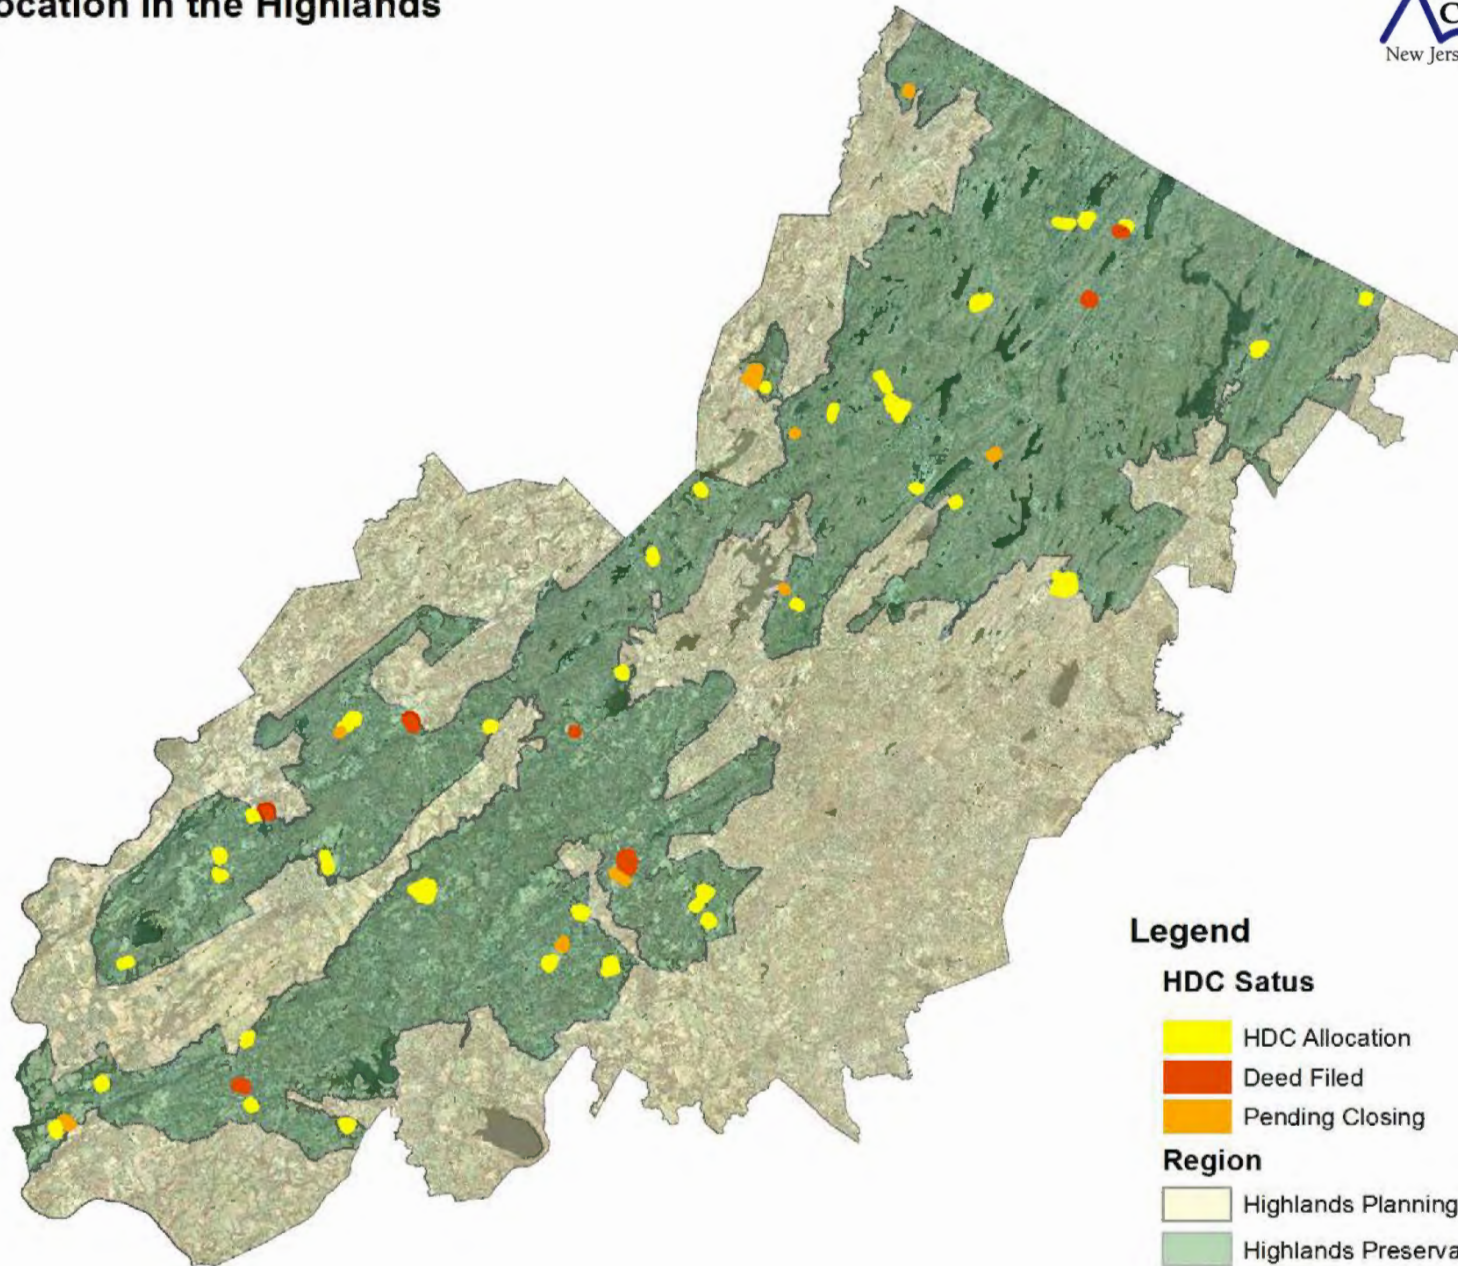 ocation in the Highlands
C
New Jers
Legend
HDC Satus
HDC Allocation
Deed Filed
Pending Closing
Region
Highlands Planning
Highlands Preserva